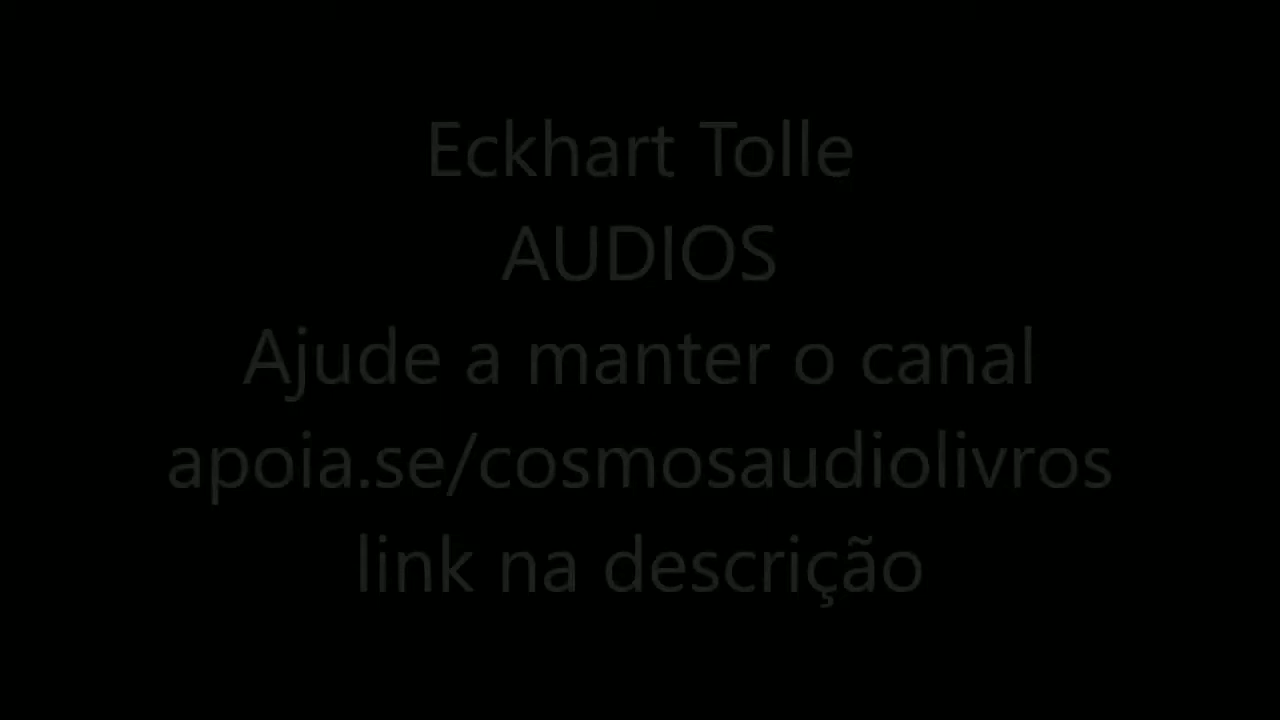 Eckhart Tolle
AUDIOS
Ajude a manter o canal
apoia.se/cosmosaudiolivros
link na descrição